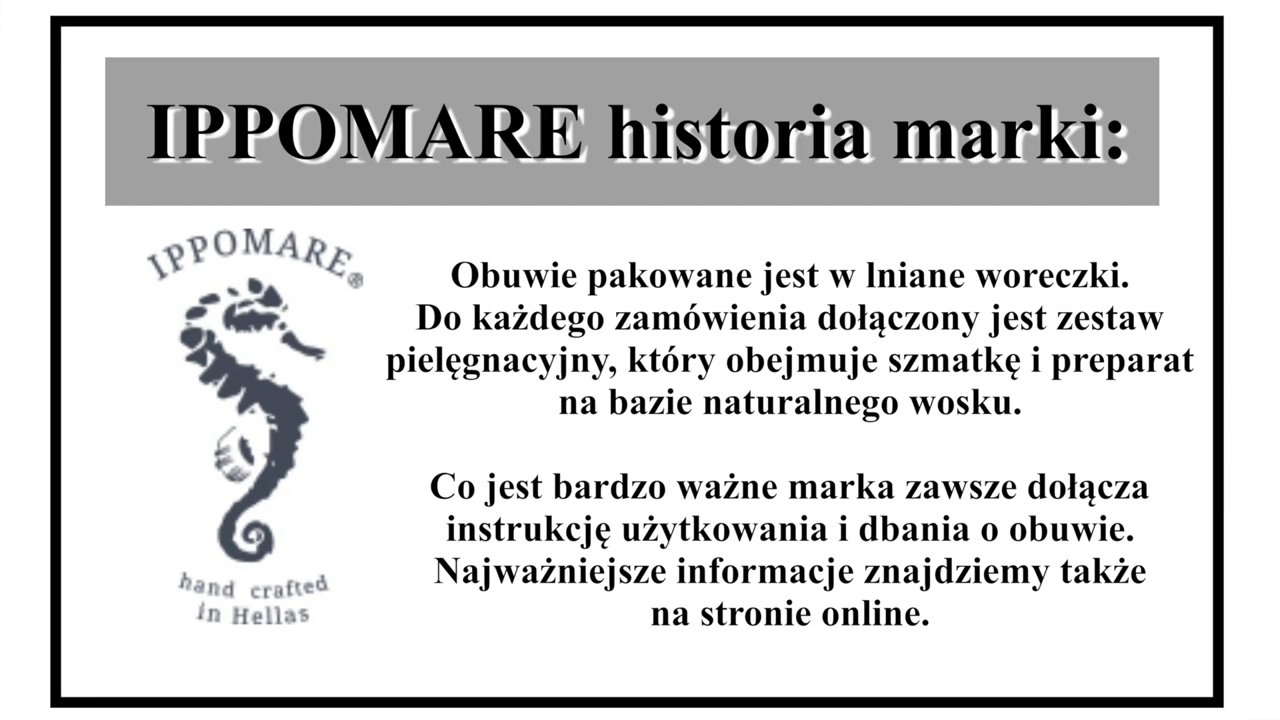 IPPOMARE historia marki:
IPPOMARE®
hand crafted
in Hellas
Obuwie pakowane jest w lniane woreczki.
Do każdego zamówienia dołączony jest zestaw
pielęgnacyjny, który obejmuje szmatkę i preparat
na bazie naturalnego wosku.
Co jest bardzo ważne marka zawsze dołącza
instrukcję użytkowania i dbania o obuwie.
Najważniejsze informacje znajdziemy także
na stronie online.